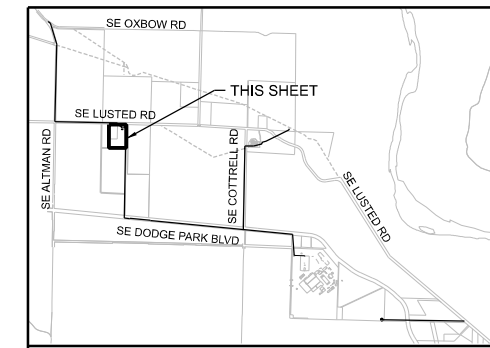 SE OXBOW RD
THIS SHEET
SE LUSTED RD
SE ALTMAN RD
SE COTTRELL RD
SE LUSTED RD
SE DODGE PARK BLVD